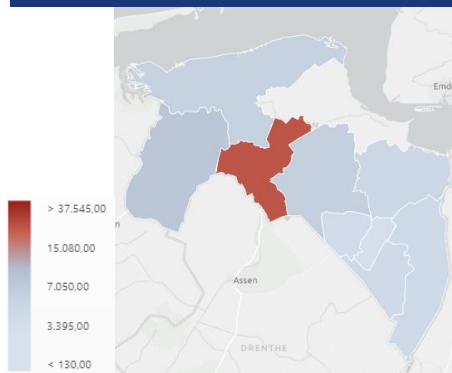 Emd
> 37.545,00
15.080,00
7.050,00
3.395,00
< 130,00
Assen
DRENTHE